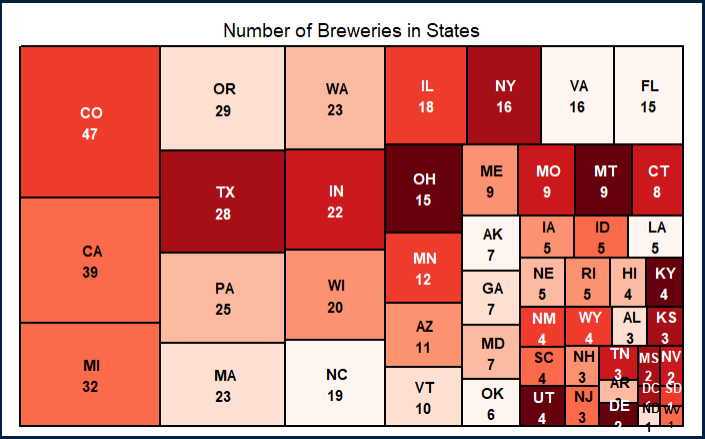 Number of Breweries in States
CO
47
CA
39
MI
32
OR
29
TX
28
PA
25
MA
23
WA
23
IN
22
WI
20
NC
19
IL
18
NY
16
VA
16
FL
15
OH
15
MN
12
AZ
11
VT
10
ME
9
MO
9
MT
9
CT
8
AK
7
GA
7
MD
7
OK
6
IA
5
ID
5
LA
5
NE
5
RI
5
HI
4
KY
4
NM
4
WY
4
AL
3
KS
3
SC
4
UT
4
NH
3
NJ
3
TN
3
AR
DE
2
MS
2
NV
2
DC
SD
1
ND
1
WV
1